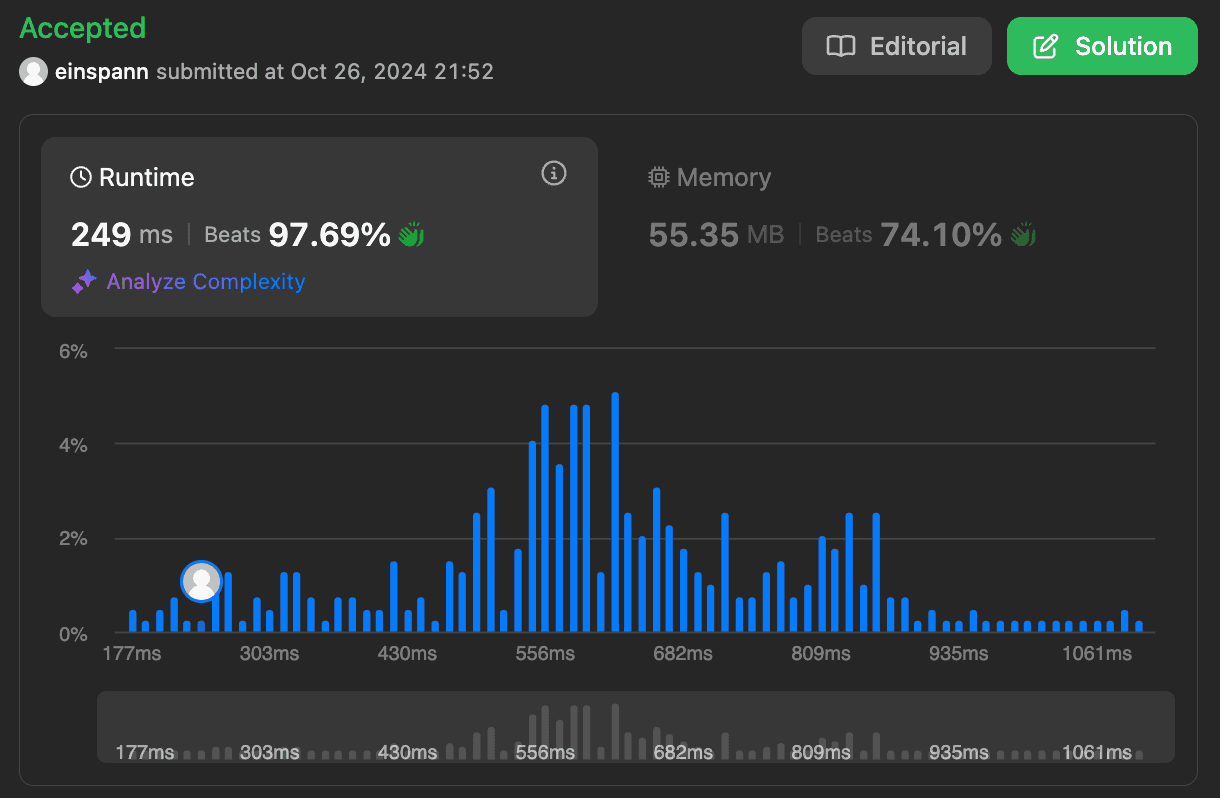 Accepted
einspann submitted at Oct 26, 2024 21:52
Editorial
Solution
Runtime
249 ms | Beats 97.69%
Analyze Complexity
Memory
55.35 MB | Beats 74.10%
6%
4%
2%
0%
177ms 303ms 430ms 556ms 682ms 809ms 935ms 1061ms
177ms 303ms 430ms 556ms 682ms 809ms 935ms 1061ms